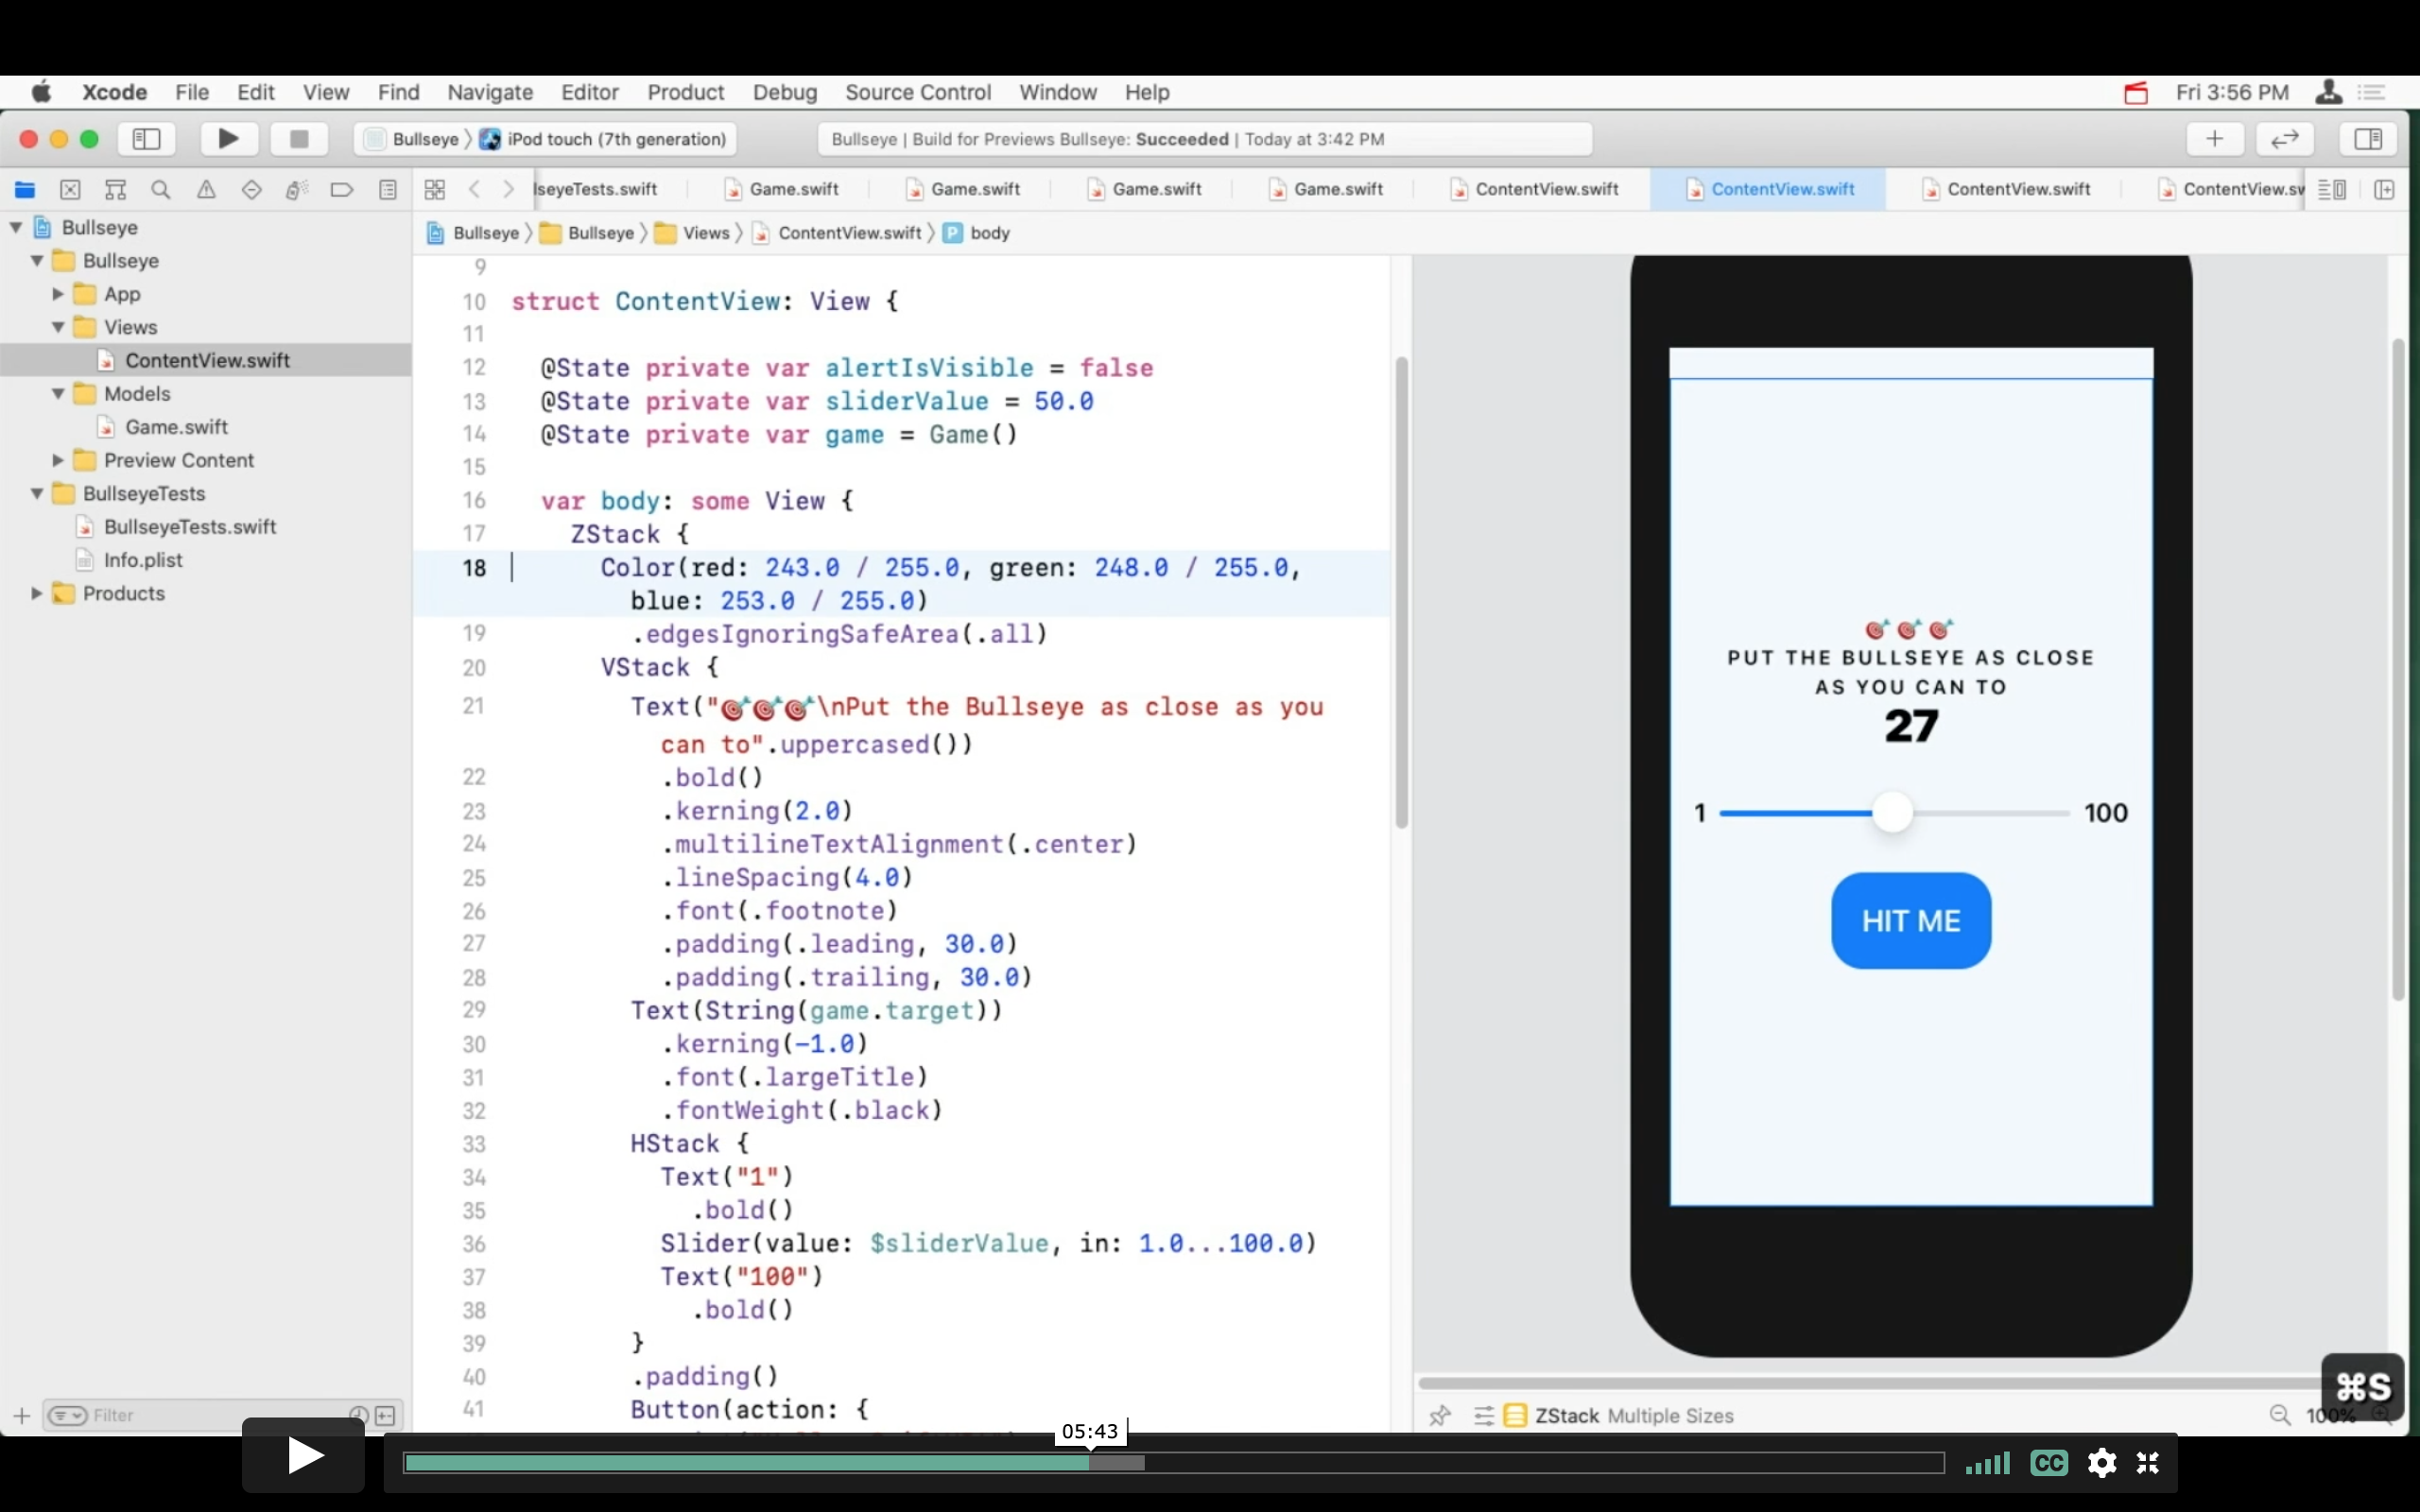 Xcode File Edit View Find Navigate Editor Product Debug Source Control Window Help Fri 3:56 PM
Bullseye 〉 iPod touch (7th generation)
Bullseye | Build for Previews Bullseye: Succeeded | Today at 3:42 PM
lseyeTests.swift Game.swift Game.swift Game.swift Game.swift ContentView.swift ContentView.swift ContentView.swift ContentView.sw
Bullseye 〉 Bullseye 〉 Views 〉 ContentView.swift 〉 P body
Bullseye
Bullseye
App
Views
ContentView.swift
Models
Game.swift
Preview Content
BullseyeTests
BullseyeTests.swift
Info.plist
Products
Filter
9
10 struct ContentView: View {
11
12 @State private var alertIsVisible = false
13 @State private var sliderValue = 50.0
14 @State private var game = Game()
15
16 var body: some View {
17 ZStack {
18 Color(red: 243.0 / 255.0, green: 248.0 / 255.0,
blue: 253.0 / 255.0)
19 .edgesIgnoringSafeArea(.all)
20 VStack {
21 Text("🎯🎯🎯\nPut the Bullseye as close as you
can to".uppercased())
22 .bold()
23 .kerning(2.0)
24 .multilineTextAlignment(.center)
25 .lineSpacing(4.0)
26 .font(.footnote)
27 .padding(.leading, 30.0)
28 .padding(.trailing, 30.0)
29 Text(String(game.target))
30 .kerning(-1.0)
31 .font(.largeTitle)
32 .fontWeight(.black)
33 HStack {
34 Text("1")
35 .bold()
36 Slider(value: $sliderValue, in: 1.0...100.0)
37 Text("100")
38 .bold()
39 }
40 .padding()
41 Button(action: {
🎯🎯🎯
PUT THE BULLSEYE AS CLOSE
AS YOU CAN TO
27
1 100
HIT ME
⌘S
ZStack Multiple Sizes
100%
05:43
CC